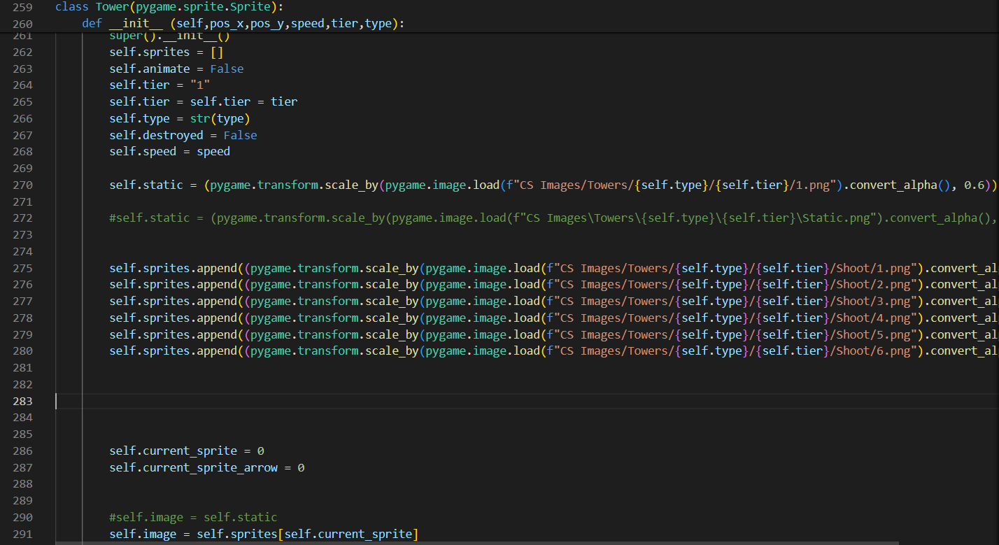 259 class Tower(pygame.sprite.Sprite):
260 def __init__ (self,pos_x,pos_y,speed,tier,type):
261 super().__init__()
262 self.sprites = []
263 self.animate = False
264 self.tier = "1"
265 self.tier = self.tier = tier
266 self.type = str(type)
267 self.destroyed = False
268 self.speed = speed
269
270 self.static = (pygame.transform.scale_by(pygame.image.load(f"CS Images/Towers/{self.type}/{self.tier}/1.png").convert_alpha(), 0.6))
271
272 #self.static = (pygame.transform.scale_by(pygame.image.load(f"CS Images\Towers\{self.type}\{self.tier}\Static.png").convert_alpha(),
273
274
275 self.sprites.append((pygame.transform.scale_by(pygame.image.load(f"CS Images/Towers/{self.type}/{self.tier}/Shoot/1.png").convert_al
276 self.sprites.append((pygame.transform.scale_by(pygame.image.load(f"CS Images/Towers/{self.type}/{self.tier}/Shoot/2.png").convert_al
277 self.sprites.append((pygame.transform.scale_by(pygame.image.load(f"CS Images/Towers/{self.type}/{self.tier}/Shoot/3.png").convert_al
278 self.sprites.append((pygame.transform.scale_by(pygame.image.load(f"CS Images/Towers/{self.type}/{self.tier}/Shoot/4.png").convert_al
279 self.sprites.append((pygame.transform.scale_by(pygame.image.load(f"CS Images/Towers/{self.type}/{self.tier}/Shoot/5.png").convert_al
280 self.sprites.append((pygame.transform.scale_by(pygame.image.load(f"CS Images/Towers/{self.type}/{self.tier}/Shoot/6.png").convert_al
281
282
283
284
285
286 self.current_sprite = 0
287 self.current_sprite_arrow = 0
288
289
290 #self.image = self.static
291 self.image = self.sprites[self.current_sprite]